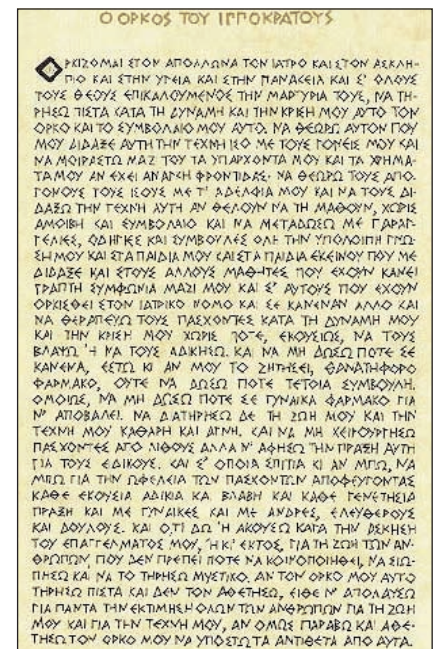 Ο ΟΡΚΟΣ ΤΟΥ ΙΠΠΟΚΡΑΤΟΥΣ
ΟΡΚΙΖΟΜΑΙ ΣΤΟΝ ΑΠΟΛΛΩΝΑ ΤΟΝ ΙΑΤΡΟ ΚΑΙ ΣΤΟΝ ΑΣΚΛΗ-
ΠΙΟ ΚΑΙ ΣΤΗΝ ΥΓΕΙΑ ΚΑΙ ΣΤΗΝ ΠΑΝΑΚΕΙΑ ΚΑΙ Σ' ΟΛΟΥΣ
ΤΟΥΣ ΘΕΟΥΣ ΕΠΙΚΑΛΟΥΜΕΝΟΣ ΤΗΝ ΜΑΡΤΥΡΙΑ ΤΟΥΣ, ΝΑ ΤΗ-
ΡΗΣΩ ΠΙΣΤΑ ΚΑΤΑ ΤΗ ΔΥΝΑΜΗ ΚΑΙ ΤΗΝ ΚΡΙΣΗ ΜΟΥ ΑΥΤΟ ΤΟΝ
ΟΡΚΟ ΚΑΙ ΤΟ ΣΥΜΒΟΛΑΙΟ ΜΟΥ ΑΥΤΟ. ΝΑ ΘΕΩΡΩ ΑΥΤΟΝ ΠΟΥ
ΜΟΥ ΔΙΔΑΞΕ ΑΥΤΗ ΤΗΝ ΤΕΧΝΗ ΙΣΟ ΜΕ ΤΟΥΣ ΓΟΝΕΙΣ ΜΟΥ ΚΑΙ
ΝΑ ΜΟΙΡΑΣΤΩ ΜΑΖΙ ΤΟΥ ΤΑ ΥΠΑΡΧΟΝΤΑ ΜΟΥ ΚΑΙ ΤΑ ΧΡΗΜΑ-
ΤΑ ΜΟΥ ΑΝ ΕΧΕΙ ΑΝΑΓΚΗ ΦΡΟΝΤΙΔΑΣ. ΝΑ ΘΕΩΡΩ ΤΟΥΣ ΑΠΟ-
ΓΟΝΟΥΣ ΤΟΥΣ ΙΣΟΥΣ ΜΕ Τ' ΑΔΕΛΦΙΑ ΜΟΥ ΚΑΙ ΝΑ ΤΟΥΣ ΔΙ-
ΔΑΞΩ ΤΗΝ ΤΕΧΝΗ ΑΥΤΗ ΑΝ ΘΕΛΟΥΝ ΝΑ ΤΗ ΜΑΘΟΥΝ, ΧΩΡΙΣ
ΑΜΟΙΒΗ ΚΑΙ ΣΥΜΒΟΛΑΙΟ ΚΑΙ ΝΑ ΜΕΤΑΔΩΣΩ ΜΕ ΠΑΡΑΓ-
ΓΕΛΙΕΣ, ΟΔΗΓΙΕΣ ΚΑΙ ΣΥΜΒΟΥΛΕΣ ΟΛΗ ΤΗΝ ΥΠΟΛΟΙΠΗ ΓΝΩ-
ΣΗ ΜΟΥ ΚΑΙ ΣΤΑ ΠΑΙΔΙΑ ΜΟΥ ΚΑΙ ΣΤΑ ΠΑΙΔΙΑ ΕΚΕΙΝΟΥ ΠΟΥ ΜΕ
ΔΙΔΑΞΕ ΚΑΙ ΣΤΟΥΣ ΑΛΛΟΥΣ ΜΑΘΗΤΕΣ ΠΟΥ ΕΧΟΥΝ ΚΑΝΕΙ
ΓΡΑΠΤΗ ΣΥΜΦΩΝΙΑ ΜΑΖΙ ΜΟΥ ΚΑΙ Σ' ΑΥΤΟΥΣ ΠΟΥ ΕΧΟΥΝ
ΟΡΚΙΣΘΕΙ ΣΤΟΝ ΙΑΤΡΙΚΟ ΝΟΜΟ ΚΑΙ ΣΕ ΚΑΝΕΝΑΝ ΑΛΛΟ ΚΑΙ
ΝΑ ΘΕΡΑΠΕΥΩ ΤΟΥΣ ΠΑΣΧΟΝΤΕΣ ΚΑΤΑ ΤΗ ΔΥΝΑΜΗ ΜΟΥ
ΚΑΙ ΤΗΝ ΚΡΙΣΗ ΜΟΥ ΧΩΡΙΣ ΠΟΤΕ, ΕΚΟΥΣΙΩΣ, ΝΑ ΤΟΥΣ
ΒΛΑΨΩ Ή ΝΑ ΤΟΥΣ ΑΔΙΚΗΣΩ. ΚΑΙ ΝΑ ΜΗ ΔΩΣΩ ΠΟΤΕ ΣΕ
ΚΑΝΕΝΑ, ΕΣΤΩ ΚΙ ΑΝ ΜΟΥ ΤΟ ΖΗΤΗΣΕΙ, ΘΑΝΑΤΗΦΟΡΟ
ΦΑΡΜΑΚΟ, ΟΥΤΕ ΝΑ ΔΩΣΩ ΠΟΤΕ ΤΕΤΟΙΑ ΣΥΜΒΟΥΛΗ.
ΟΜΟΙΩΣ, ΝΑ ΜΗ ΔΩΣΩ ΠΟΤΕ ΣΕ ΓΥΝΑΙΚΑ ΦΑΡΜΑΚΟ ΓΙΑ
Ν' ΑΠΟΒΑΛΕΙ. ΝΑ ΔΙΑΤΗΡΗΣΩ ΔΕ ΤΗ ΖΩΗ ΜΟΥ ΚΑΙ ΤΗΝ
ΤΕΧΝΗ ΜΟΥ ΚΑΘΑΡΗ ΚΑΙ ΑΓΝΗ. ΚΑΙ ΝΑ ΜΗ ΧΕΙΡΟΥΡΓΗΣΩ
ΠΑΣΧΟΝΤΕΣ ΑΠΟ ΛΙΘΟΥΣ ΑΛΛΑ Ν' ΑΦΗΣΩ ΤΗΝ ΠΡΑΞΗ ΑΥΤΗ
ΓΙΑ ΤΟΥΣ ΕΙΔΙΚΟΥΣ. ΚΑΙ Σ' ΟΠΟΙΑ ΣΠΙΤΙΑ ΚΙ ΑΝ ΜΠΩ, ΝΑ
ΜΠΩ ΓΙΑ ΤΗΝ ΩΦΕΛΕΙΑ ΤΩΝ ΠΑΣΧΟΝΤΩΝ ΑΠΟΦΕΥΓΟΝΤΑΣ
ΚΑΘΕ ΕΚΟΥΣΙΑ ΑΔΙΚΙΑ ΚΑΙ ΒΛΑΒΗ ΚΑΙ ΚΑΘΕ ΓΕΝΕΤΗΣΙΑ
ΠΡΑΞΗ ΚΑΙ ΜΕ ΓΥΝΑΙΚΕΣ ΚΑΙ ΜΕ ΑΝΔΡΕΣ, ΕΛΕΥΘΕΡΟΥΣ
ΚΑΙ ΔΟΥΛΟΥΣ. ΚΑΙ Ο,ΤΙ ΔΩ Ή ΑΚΟΥΣΩ ΚΑΤΑ ΤΗΝ ΑΣΚΗΣΗ
ΤΟΥ ΕΠΑΓΓΕΛΜΑΤΟΣ ΜΟΥ, Ή ΚΙ' ΕΚΤΟΣ, ΓΙΑ ΤΗ ΖΩΗ ΤΩΝ ΑΝ-
ΘΡΩΠΩΝ, ΠΟΥ ΔΕΝ ΠΡΕΠΕΙ ΠΟΤΕ ΝΑ ΚΟΙΝΟΠΟΙΗΘΕΙ, ΝΑ ΣΙΩ-
ΠΗΣΩ ΚΑΙ ΝΑ ΤΟ ΤΗΡΗΣΩ ΜΥΣΤΙΚΟ. ΑΝ ΤΟΝ ΟΡΚΟ ΜΟΥ ΑΥΤΟ
ΤΗΡΗΣΩ ΠΙΣΤΑ ΚΑΙ ΔΕΝ ΤΟΝ ΑΘΕΤΗΣΩ, ΕΙΘΕ Ν' ΑΠΟΛΑΥΣΩ
ΓΙΑ ΠΑΝΤΑ ΤΗΝ ΕΚΤΙΜΗΣΗ ΟΛΩΝ ΤΩΝ ΑΝΘΡΩΠΩΝ ΓΙΑ ΤΗ ΖΩΗ
ΜΟΥ ΚΑΙ ΓΙΑ ΤΗΝ ΤΕΧΝΗ ΜΟΥ, ΑΝ ΟΜΩΣ ΠΑΡΑΒΩ ΚΑΙ ΑΘΕ-
ΤΗΣΩ ΤΟΝ ΟΡΚΟ ΜΟΥ ΝΑ ΥΠΟΣΤΩ ΤΑ ΑΝΤΙΘΕΤΑ ΑΠΟ ΑΥΤΑ.